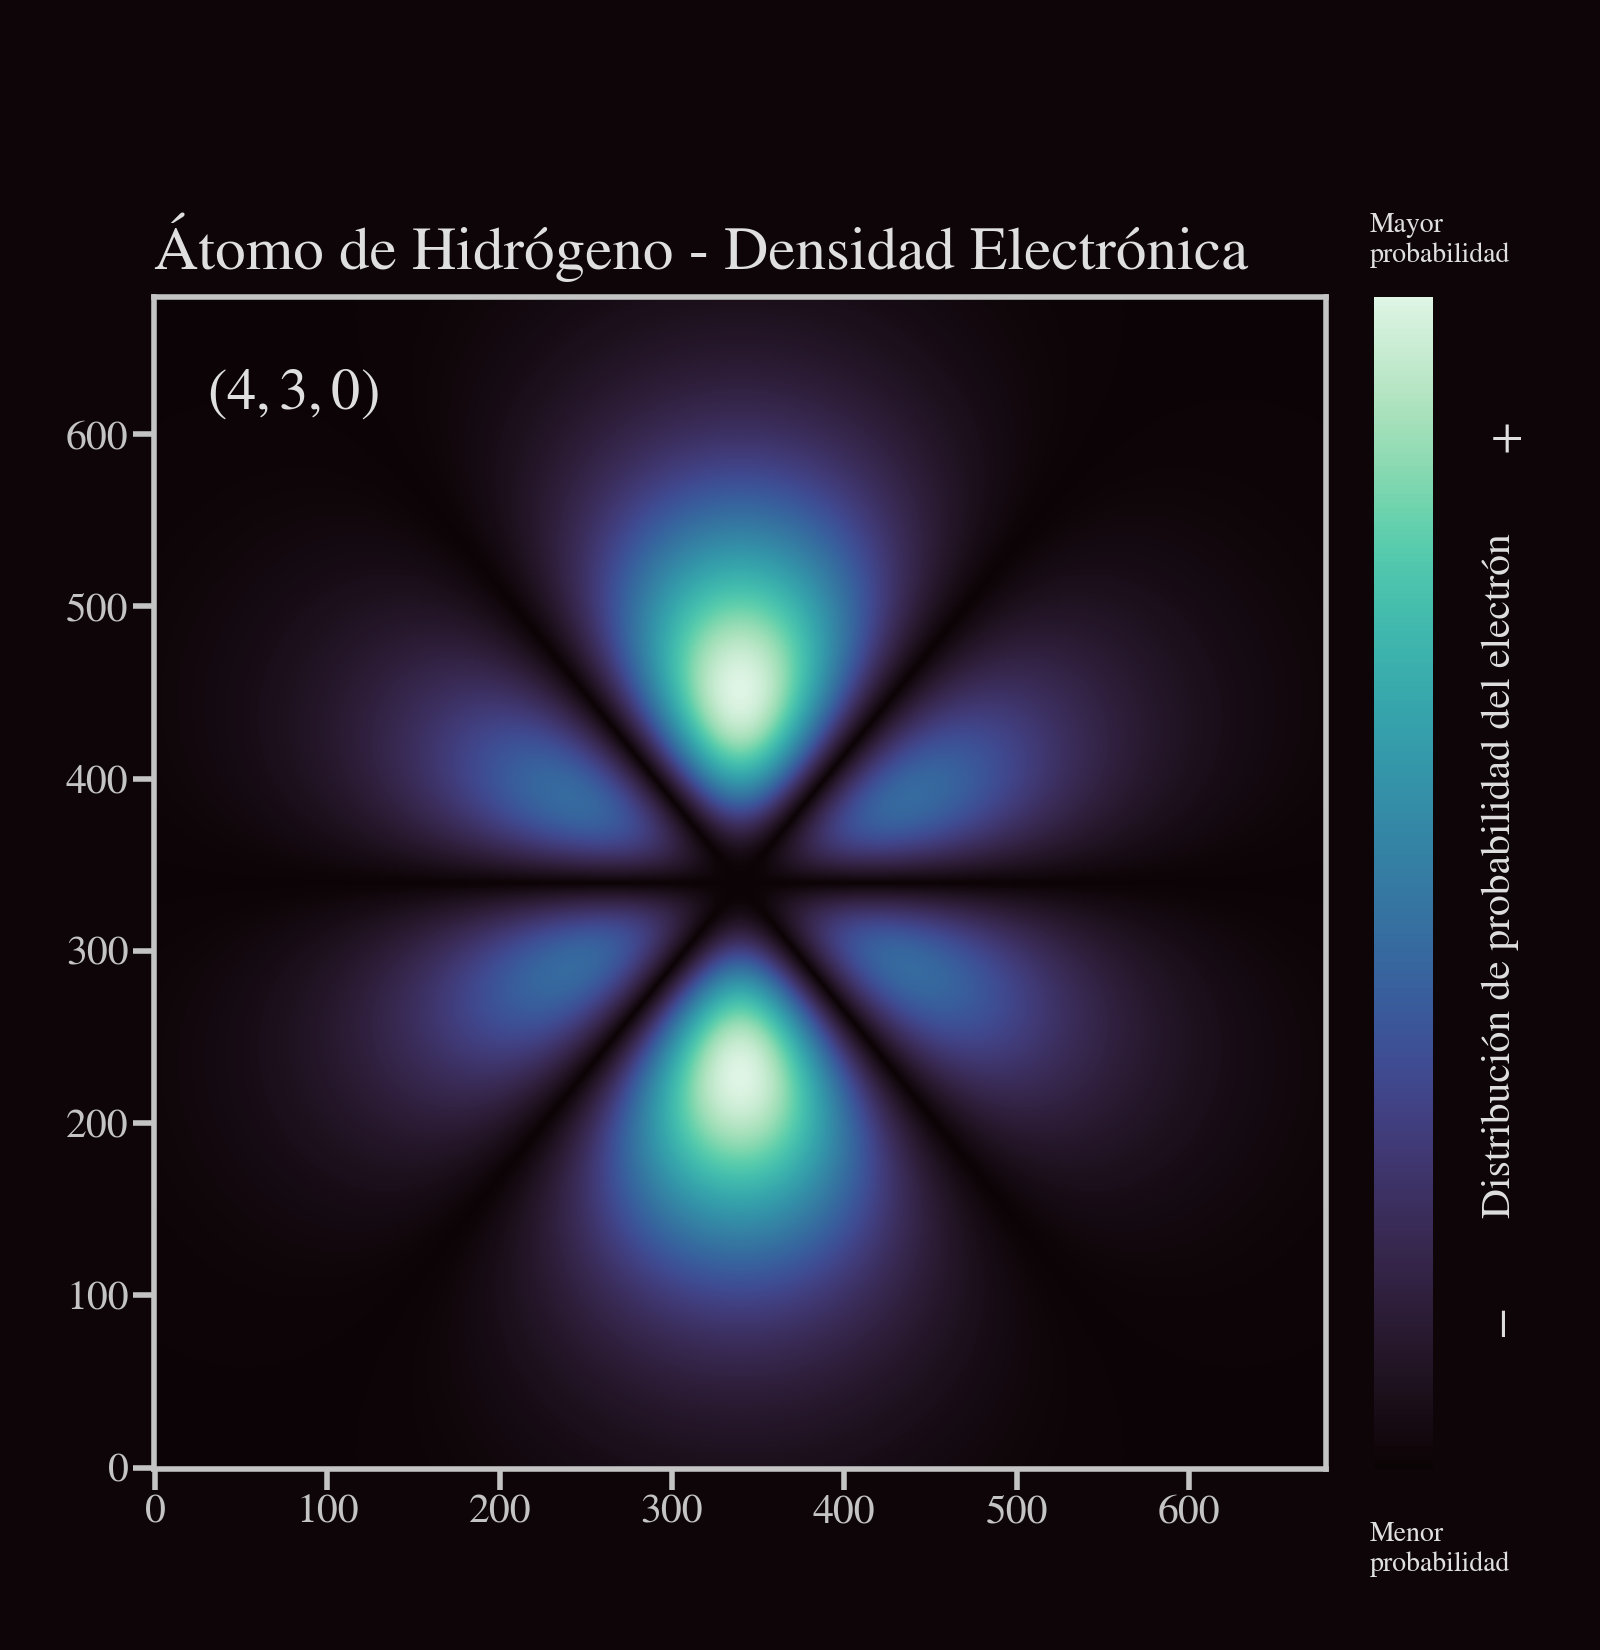 Átomo de Hidrógeno - Densidad Electrónica
Mayor
probabilidad
(4, 3, 0)
600
500
400
300
200
100
0
0 100 200 300 400 500 600
− Distribución de probabilidad del electrón +
Menor
probabilidad